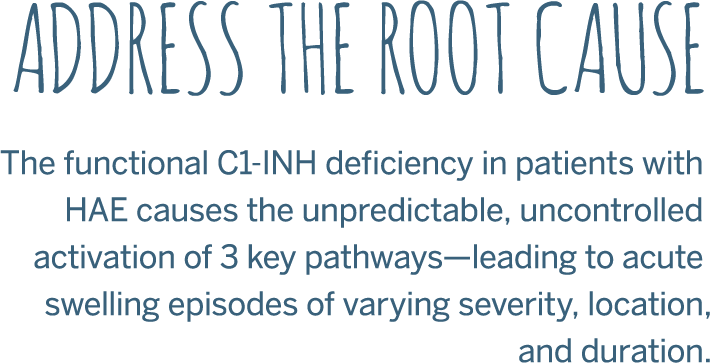 ADDRESS THE ROOT CAUSE
The functional C1-INH deficiency in patients with
HAE causes the unpredictable, uncontrolled
activation of 3 key pathways—leading to acute
swelling episodes of varying severity, location,
and duration.